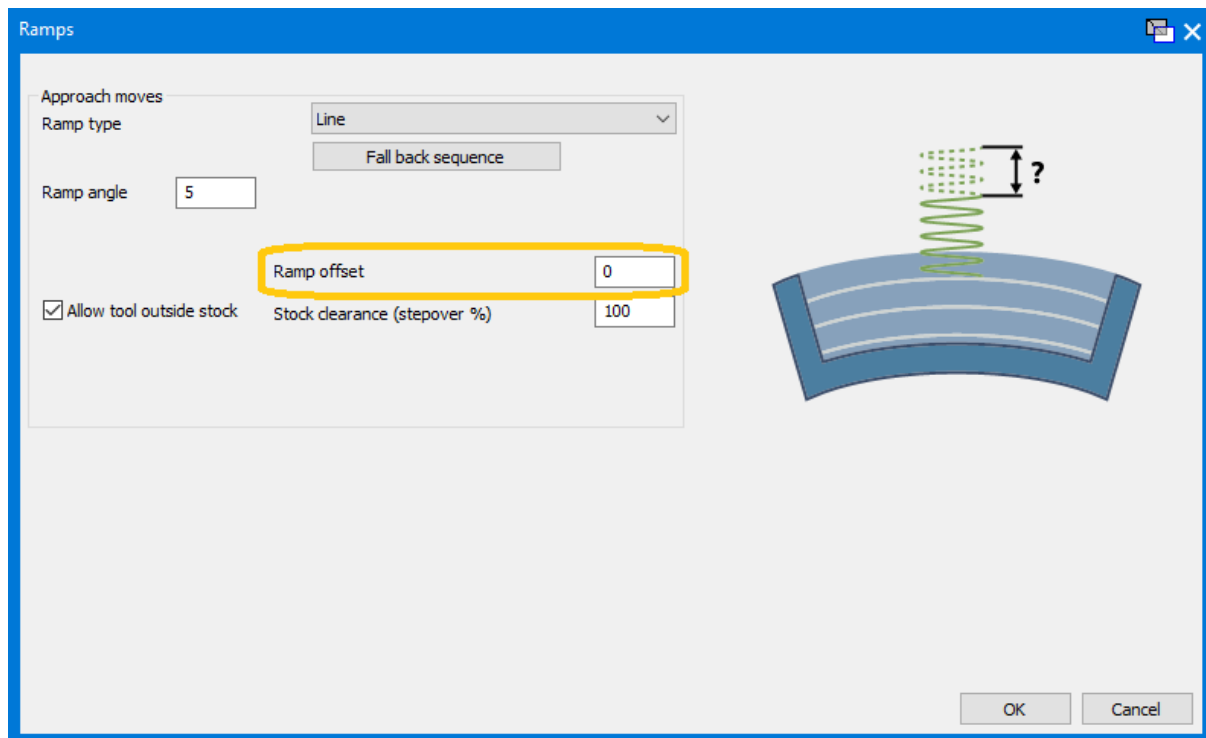 Ramps
Approach moves
Ramp type
Line
Fall back sequence
Ramp angle
5
Ramp offset
0
Allow tool outside stock
Stock clearance (stepover %)
100
?
OK
Cancel